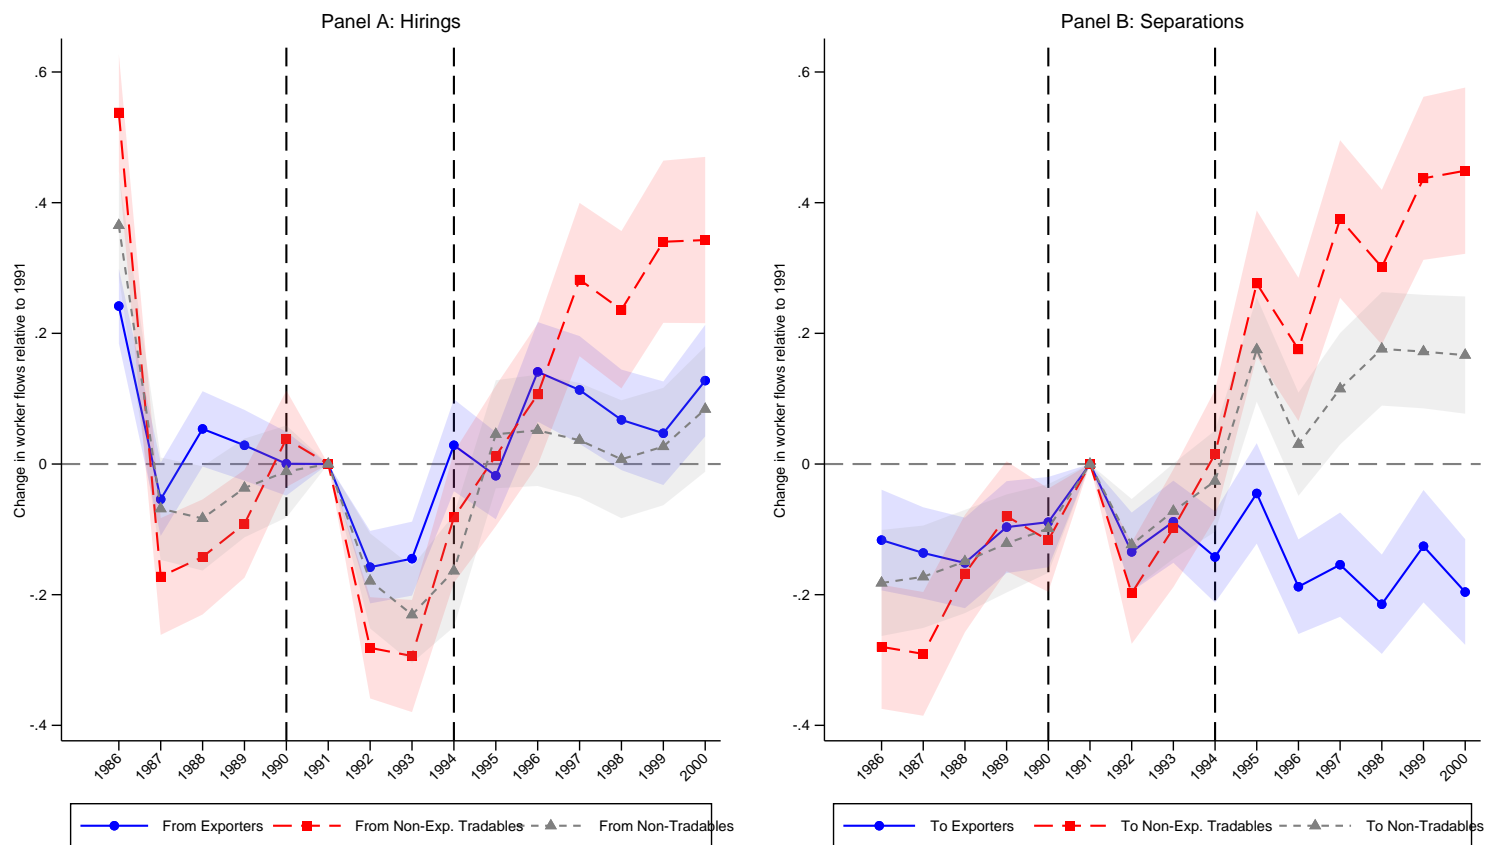 Panel A: Hirings
Change in worker flows relative to 1991
.6
.4
.2
0
-.2
-.4
1986 1987 1988 1989 1990 1991 1992 1993 1994 1995 1996 1997 1998 1999 2000
From Exporters From Non-Exp. Tradables From Non-Tradables
Panel B: Separations
Change in worker flows relative to 1991
.6
.4
.2
0
-.2
-.4
1986 1987 1988 1989 1990 1991 1992 1993 1994 1995 1996 1997 1998 1999 2000
To Exporters To Non-Exp. Tradables To Non-Tradables